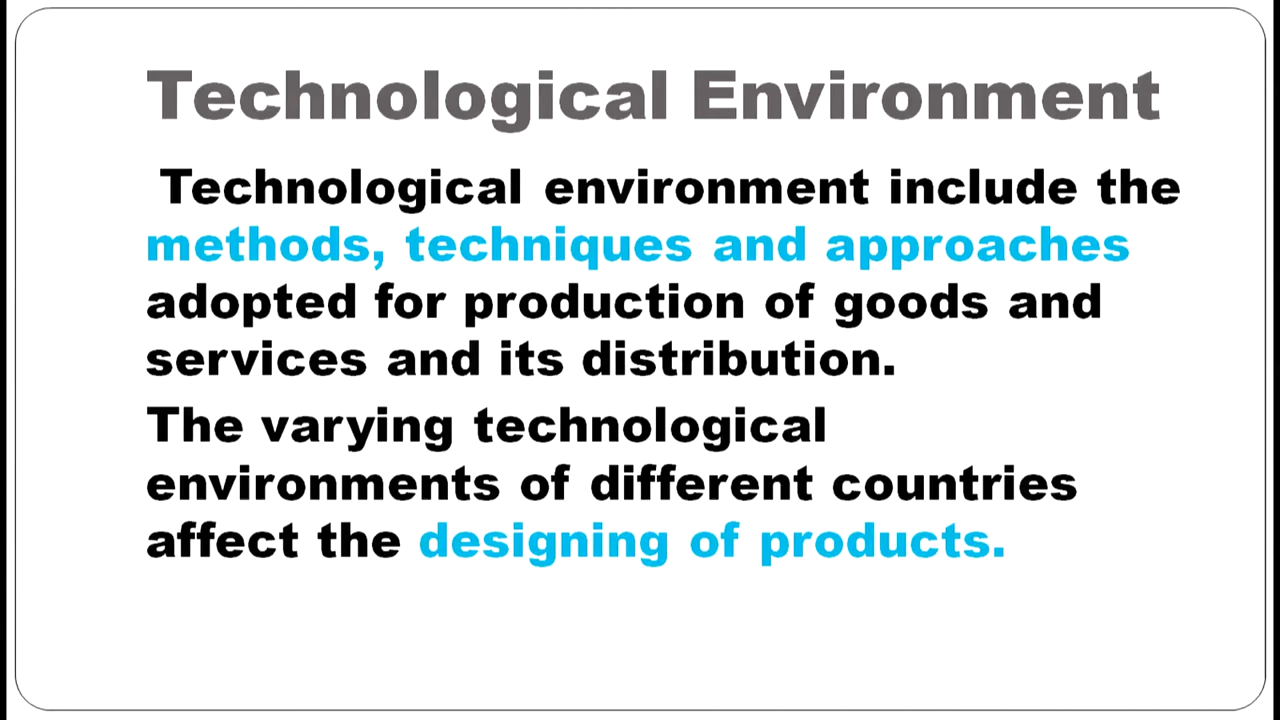 Technological Environment
Technological environment include the
methods, techniques and approaches
adopted for production of goods and
services and its distribution.
The varying technological
environments of different countries
affect the designing of products.